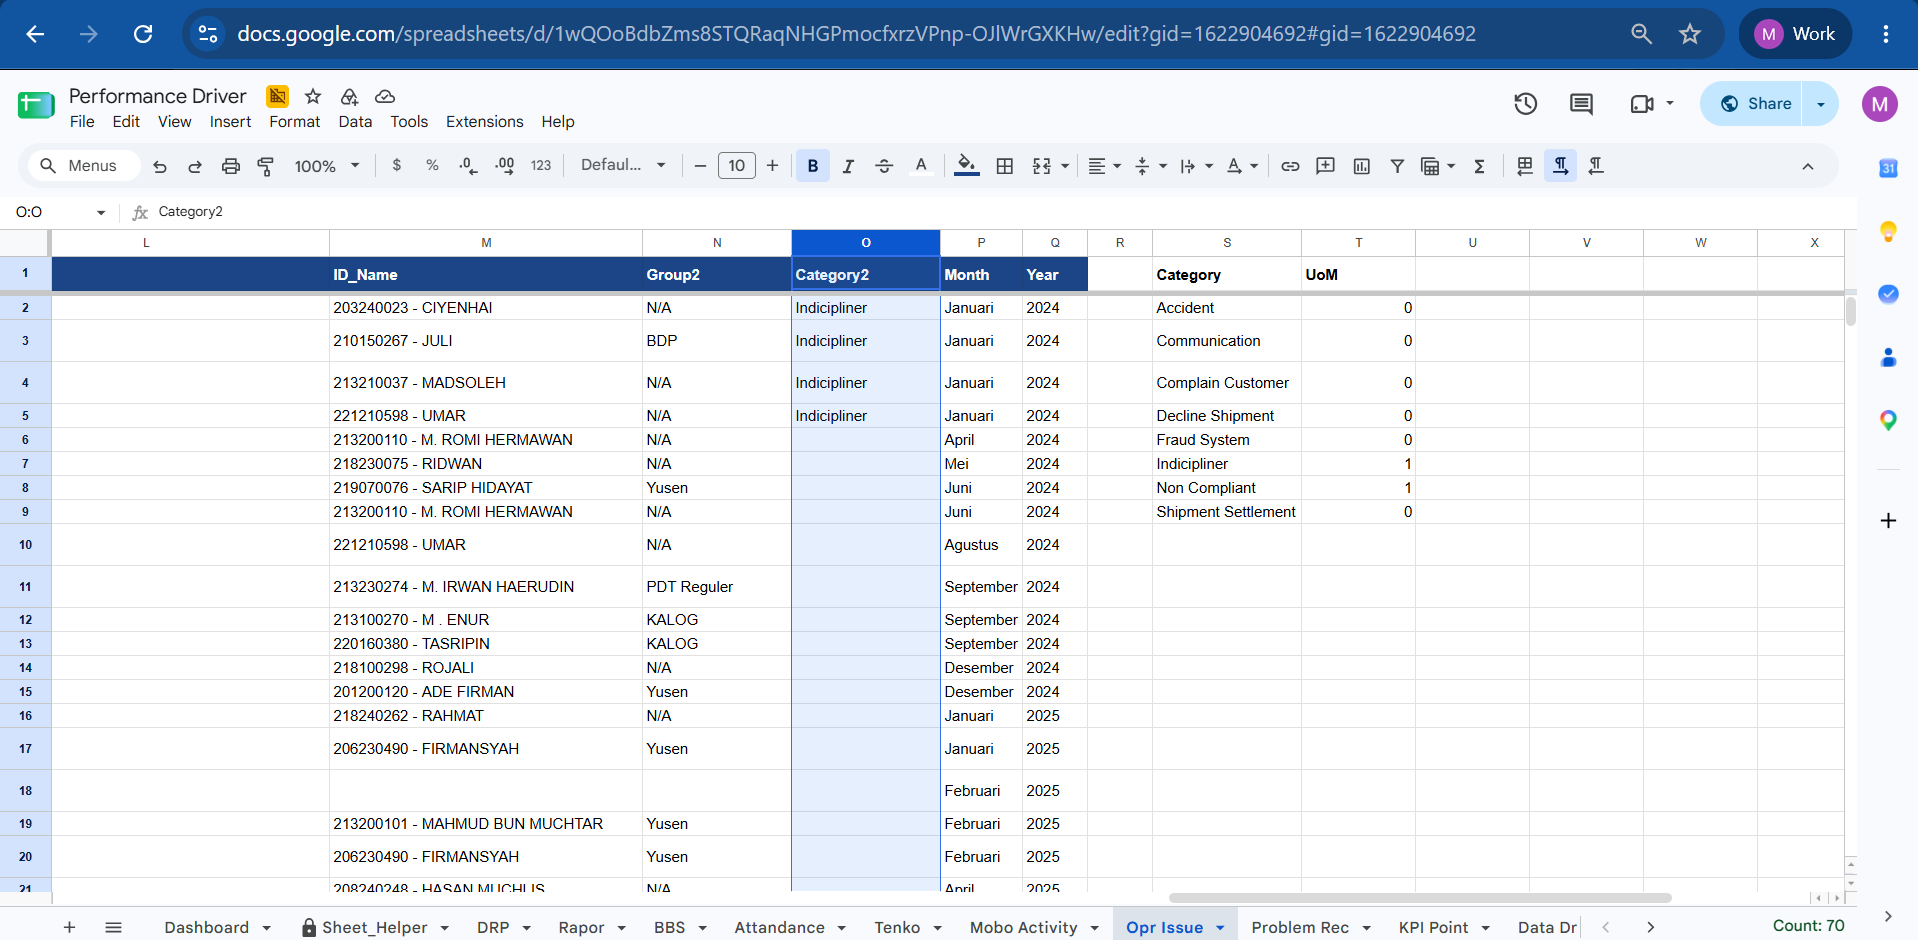 docs.google.com/spreadsheets/d/1wQOoBdbZms8STQRaqNHGPmocfxrzVPnp-OJlWrGXKHw/edit?gid=1622904692#gid=1622904692
M Work
Performance Driver
File Edit View Insert Format Data Tools Extensions Help
Share
M
Menus 100% $ % .0 .00 123 Defaul... 10 B I A
31
O:O Category2
L M N O P Q R S T U V W X
1 ID_Name Group2 Category2 Month Year Category UoM
2 203240023 - CIYENHAI N/A Indicipliner Januari 2024 Accident 0
3 210150267 - JULI BDP Indicipliner Januari 2024 Communication 0
4 213210037 - MADSOLEH N/A Indicipliner Januari 2024 Complain Customer 0
5 221210598 - UMAR N/A Indicipliner Januari 2024 Decline Shipment 0
6 213200110 - M. ROMI HERMAWAN N/A April 2024 Fraud System 0
7 218230075 - RIDWAN N/A Mei 2024 Indicipliner 1
8 219070076 - SARIP HIDAYAT Yusen Juni 2024 Non Compliant 1
9 213200110 - M. ROMI HERMAWAN N/A Juni 2024 Shipment Settlement 0
10 221210598 - UMAR N/A Agustus 2024
11 213230274 - M. IRWAN HAERUDIN PDT Reguler September 2024
12 213100270 - M . ENUR KALOG September 2024
13 220160380 - TASRIPIN KALOG September 2024
14 218100298 - ROJALI N/A Desember 2024
15 201200120 - ADE FIRMAN Yusen Desember 2024
16 218240262 - RAHMAT N/A Januari 2025
17 206230490 - FIRMANSYAH Yusen Januari 2025
18 Februari 2025
19 213200101 - MAHMUD BUN MUCHTAR Yusen Februari 2025
20 206230490 - FIRMANSYAH Yusen Februari 2025
21 208240248 - HASAN MUCHLIS N/A April 2025
Dashboard Sheet_Helper DRP Rapor BBS Attandance Tenko Mobo Activity Opr Issue Problem Rec KPI Point Data Dr Count: 70